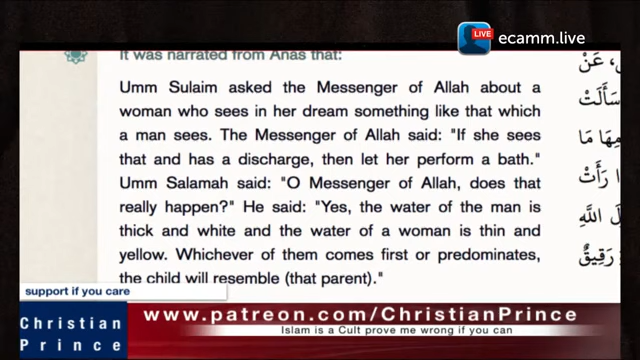 LIVE
ecamm.live
It was narrated from Anas that:
Umm Sulaim asked the Messenger of Allah about a
woman who sees in her dream something like that which
a man sees. The Messenger of Allah said: "If she sees
that and has a discharge, then let her perform a bath."
Umm Salamah said: "O Messenger of Allah, does that
really happen?" He said: "Yes, the water of the man is
thick and white and the water of a woman is thin and
yellow. Whichever of them comes first or predominates,
the child will resemble (that parent)."
عَنْ
سَأَلَتْ
مَا
رَأَتْ
اللَّهِ
رَقِيقٌ
support if you care
Christian
Prince
www.patreon.com/ChristianPrince
Islam is a Cult prove me wrong if you can